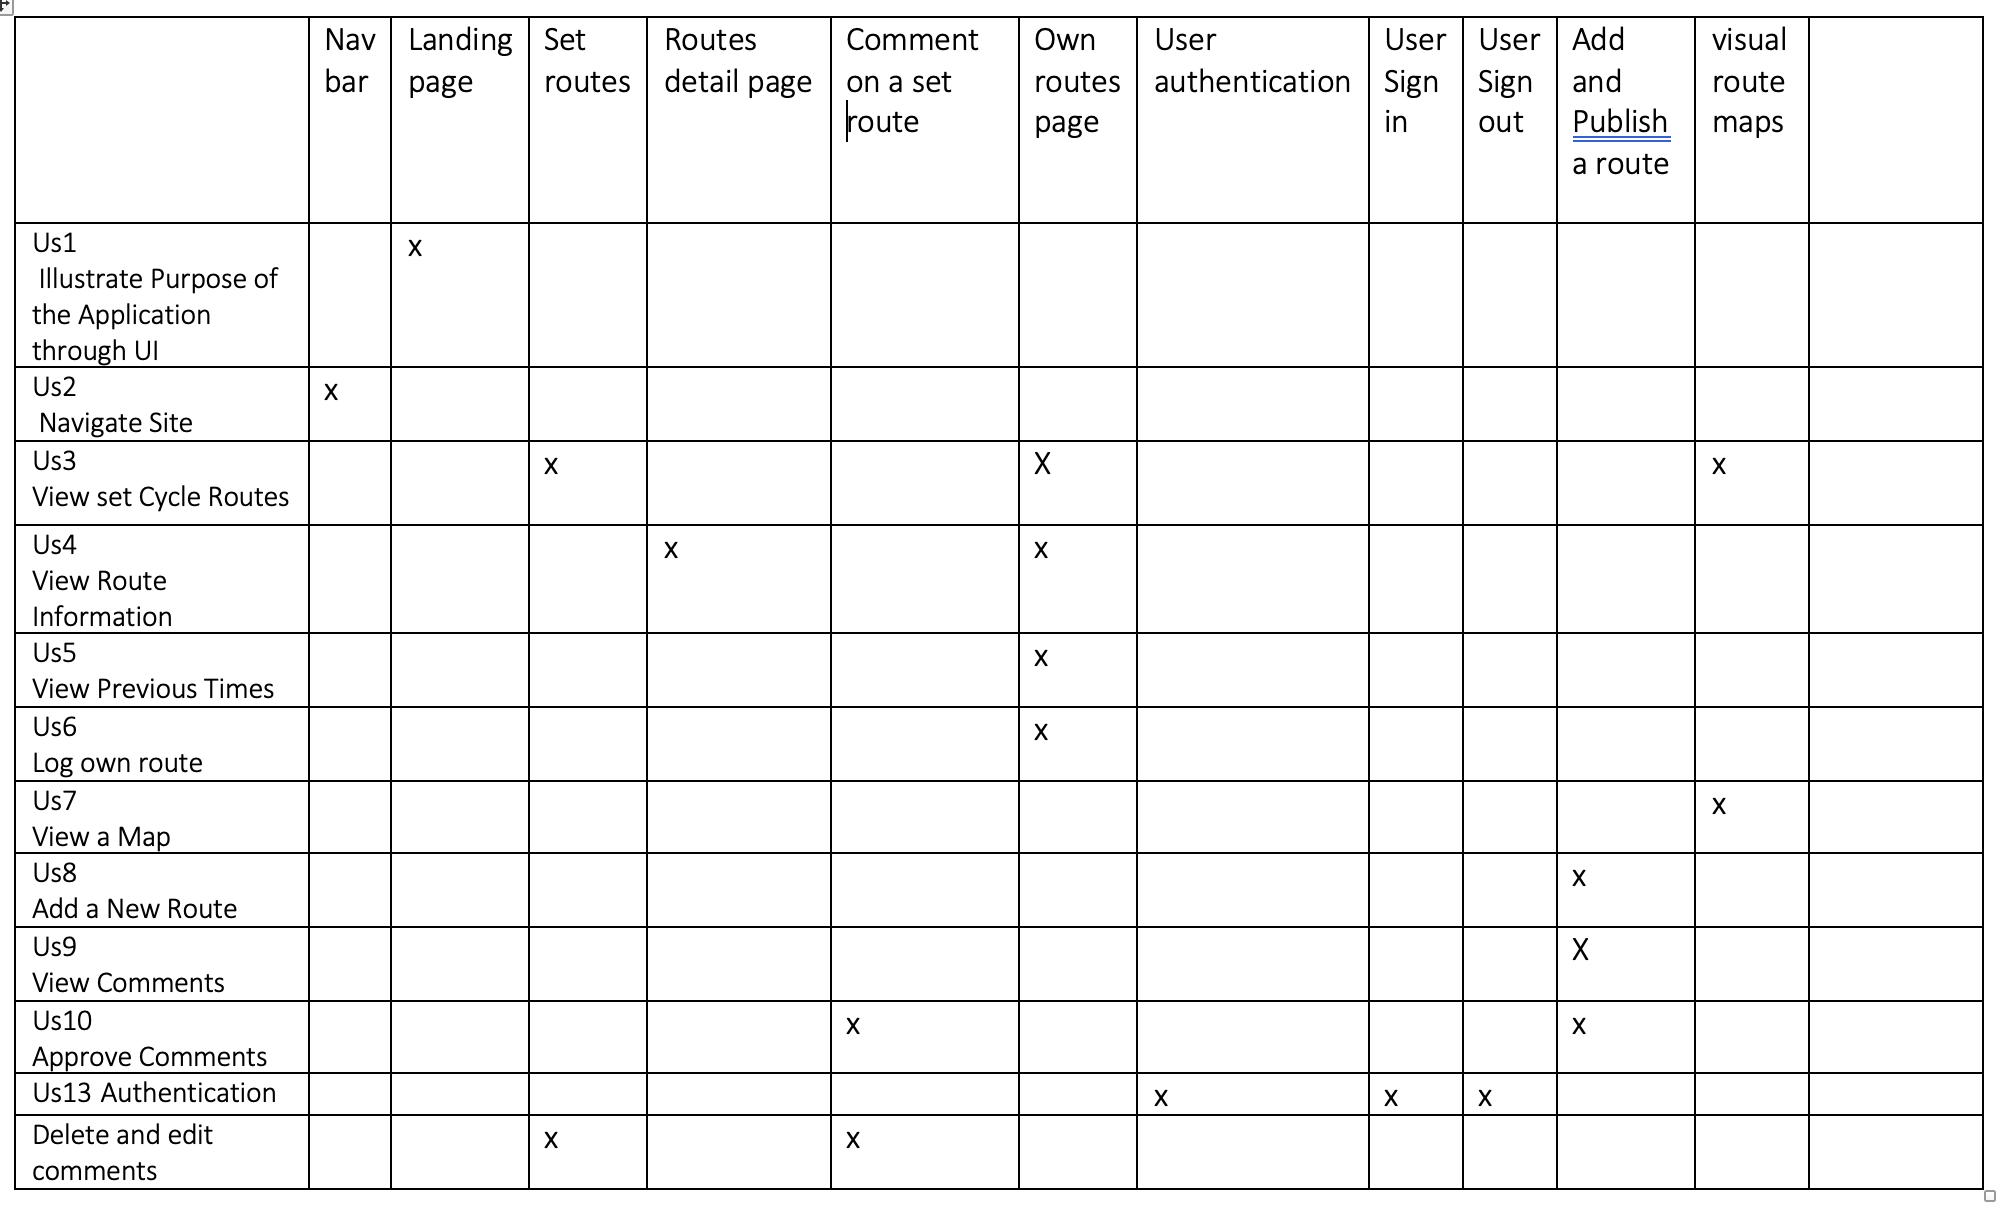 Nav bar
Landing page
Set routes
Routes detail page
Comment on a set route
Own routes page
User authentication
User Sign in
User Sign out
Add and Publish a route
visual route maps
Us1
Illustrate Purpose of
the Application
through UI
x
Us2
Navigate Site
x
Us3
View set Cycle Routes
x X x
Us4
View Route
Information
x x
Us5
View Previous Times
x
Us6
Log own route
x
Us7
View a Map
x
Us8
Add a New Route
x
Us9
View Comments
X
Us10
Approve Comments
x x
Us13 Authentication
x x x
Delete and edit
comments
x x